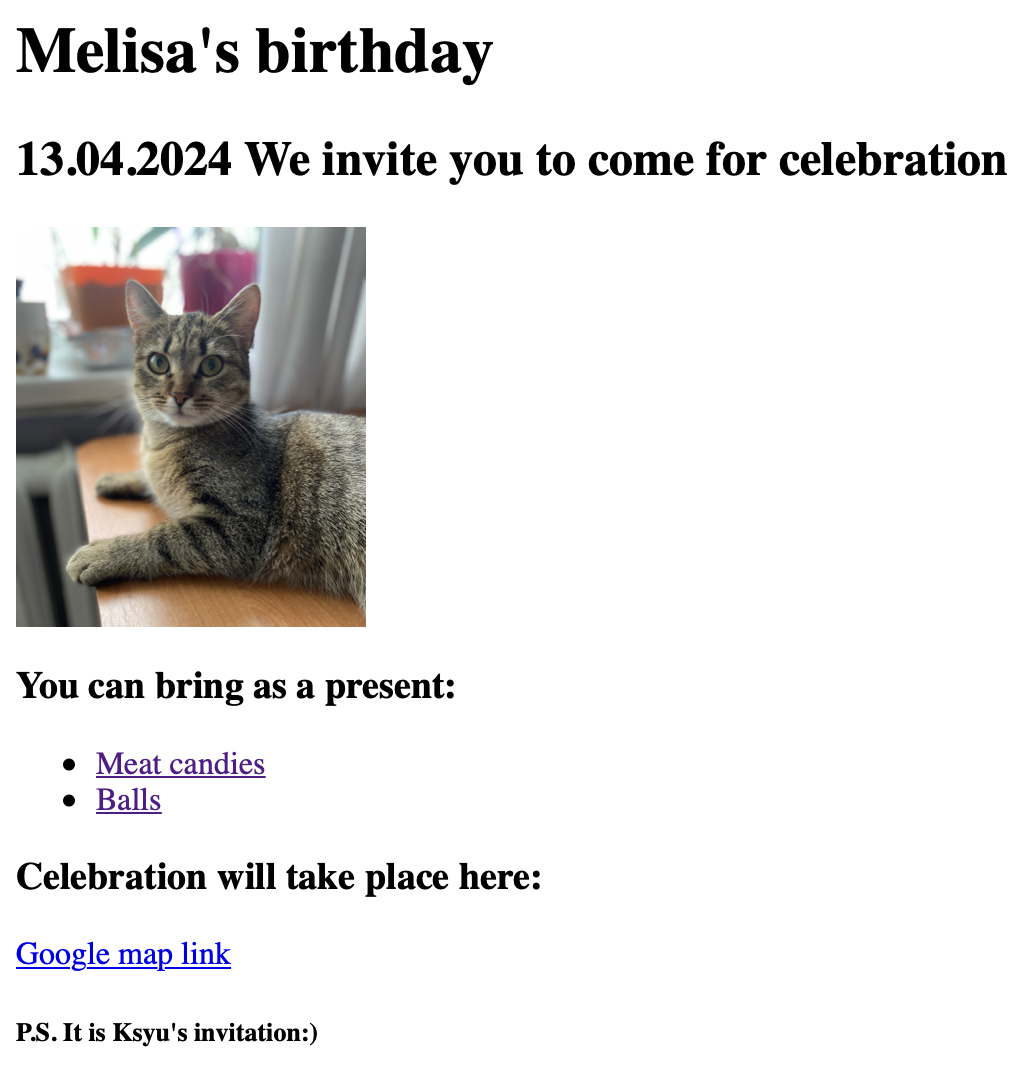 Melisa's birthday
13.04.2024 We invite you to come for celebration
You can bring as a present:
Meat candies
Balls
Celebration will take place here:
Google map link
P.S. It is Ksyu's invitation:)